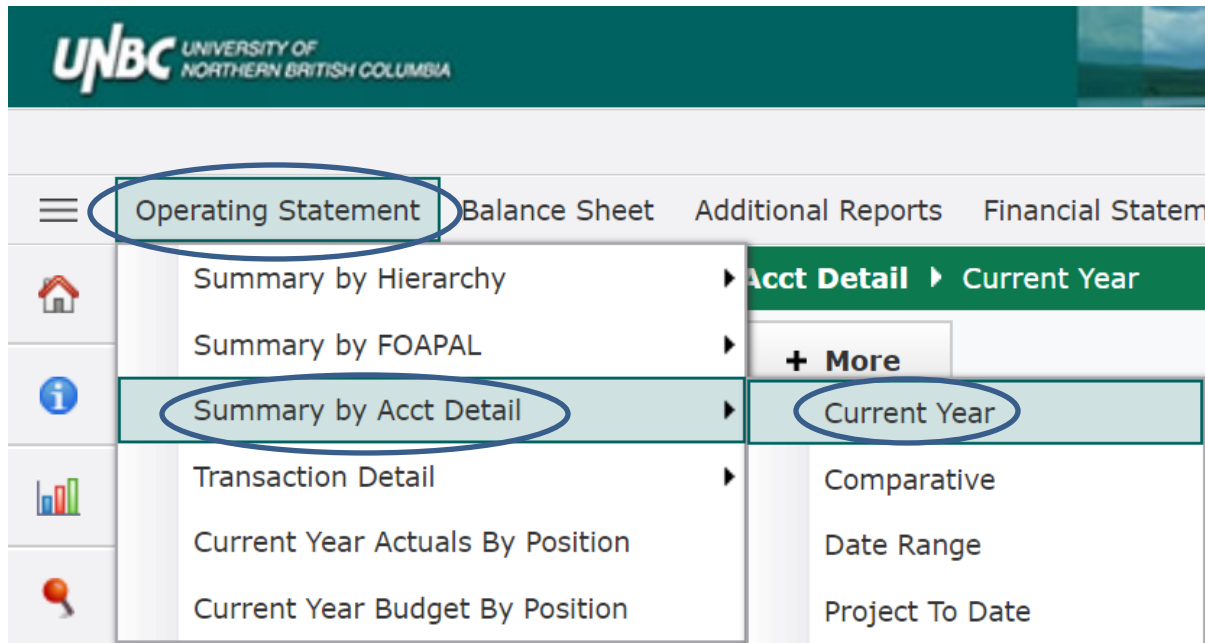 UNBC UNIVERSITY OF
NORTHERN BRITISH COLUMBIA
Operating Statement Balance Sheet Additional Reports Financial Statem
Acct Detail Current Year
+ More
Summary by Hierarchy
Summary by FOAPAL
Summary by Acct Detail
Transaction Detail
Current Year Actuals By Position
Current Year Budget By Position
Current Year
Comparative
Date Range
Project To Date